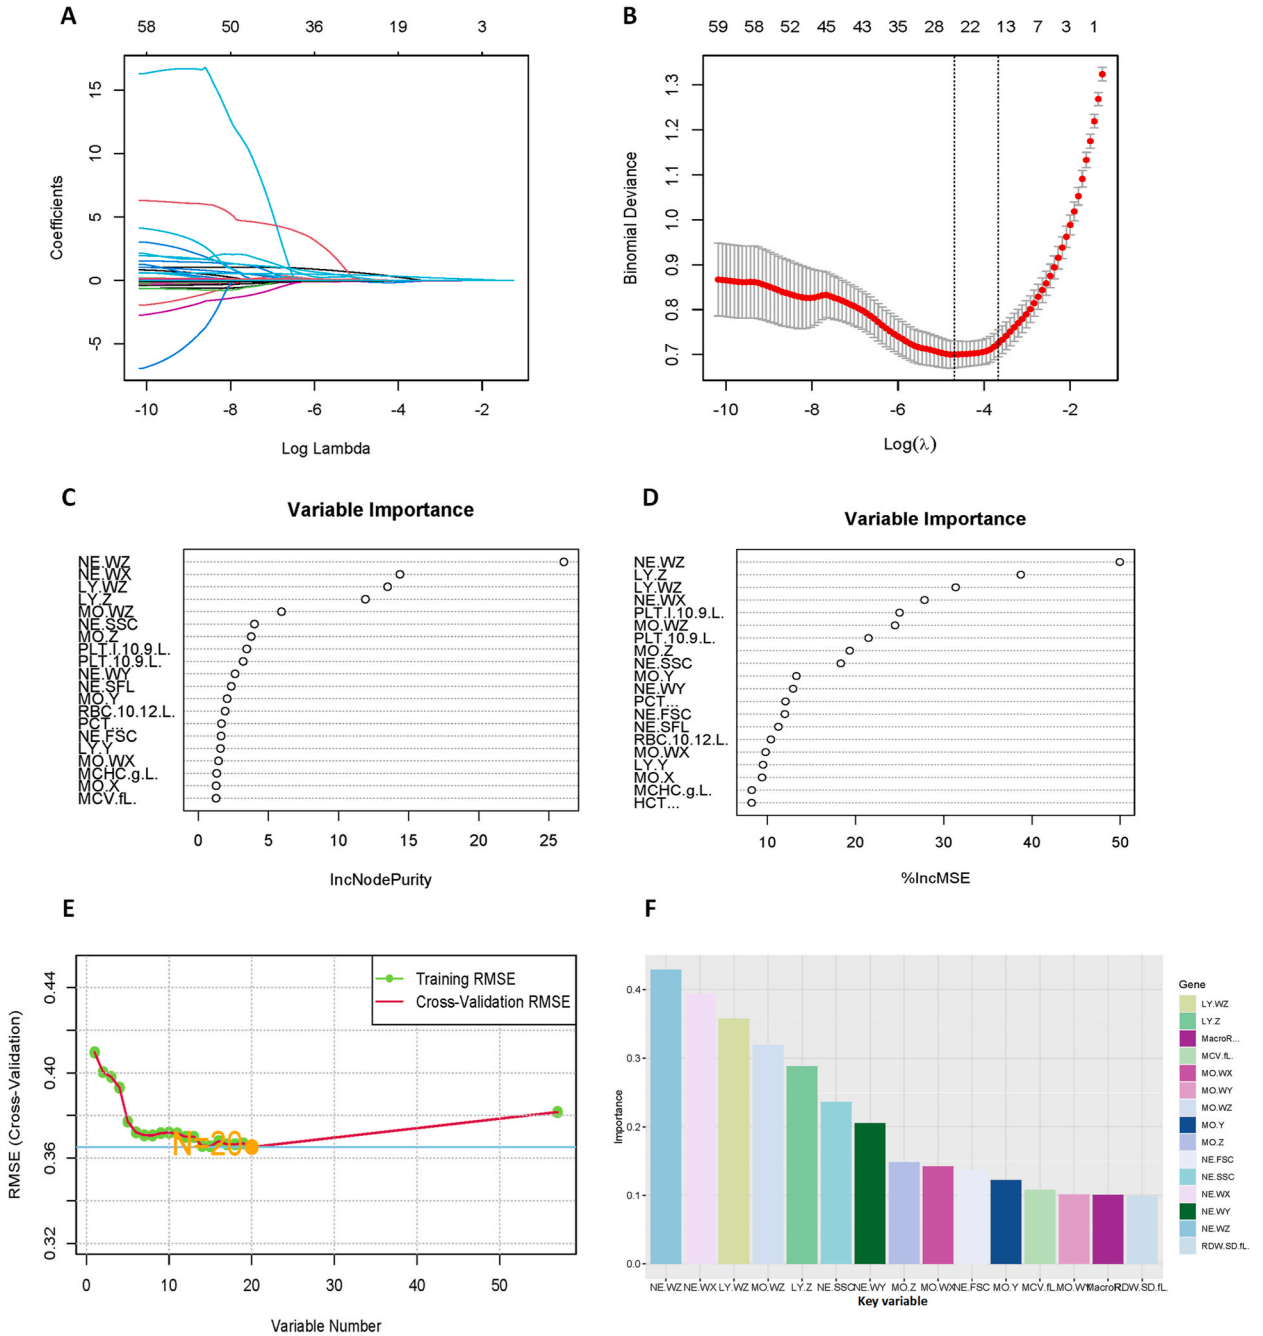 A
58 50 36 19 3
Coefficients
15
10
5
0
-5
-10 -8 -6 -4 -2
Log Lambda
B
59 58 52 45 43 35 28 22 13 7 3 1
Binomial Deviance
1.3
1.2
1.1
1.0
0.9
0.8
0.7
-10 -8 -6 -4 -2
Log(λ)
C
Variable Importance
NE.WZ
NE.WX
LY.WZ
LY.Z
MO.WZ
NE.SSC
MO.Z
PLT.I.10.9.L.
PLT.10.9.L.
NE.WY
NE.SFL
MO.Y
RBC.10.12.L.
PCT...
NE.FSC
LY.Y
MO.WX
MCHC.g.L.
MO.X
MCV.fL.
0 5 10 15 20 25
IncNodePurity
D
Variable Importance
NE.WZ
LY.Z
LY.WZ
NE.WX
PLT.I.10.9.L.
MO.WZ
PLT.10.9.L.
MO.Z
NE.SSC
MO.Y
NE.WY
PCT...
NE.FSC
NE.SFL
RBC.10.12.L.
MO.WX
LY.Y
MO.X
MCHC.g.L.
HCT...
10 20 30 40 50
%IncMSE
E
RMSE (Cross-Validation)
0.44
0.40
0.36
0.32
Training RMSE
Cross-Validation RMSE
N=20
0 10 20 30 40 50
Variable Number
F
Importance
0.4
0.3
0.2
0.1
0.0
NE.WZ NE.WX LY.WZ MO.WZ LY.Z NE.SSC NE.WY MO.Z MO.WX NE.FSC MO.Y MCV.fL. MO.WY MacroR... RDW.SD.fL.
Key variable
Gene
LY.WZ
LY.Z
MacroR...
MCV.fL.
MO.WX
MO.WY
MO.WZ
MO.Y
MO.Z
NE.FSC
NE.SSC
NE.WX
NE.WY
NE.WZ
RDW.SD.fL.